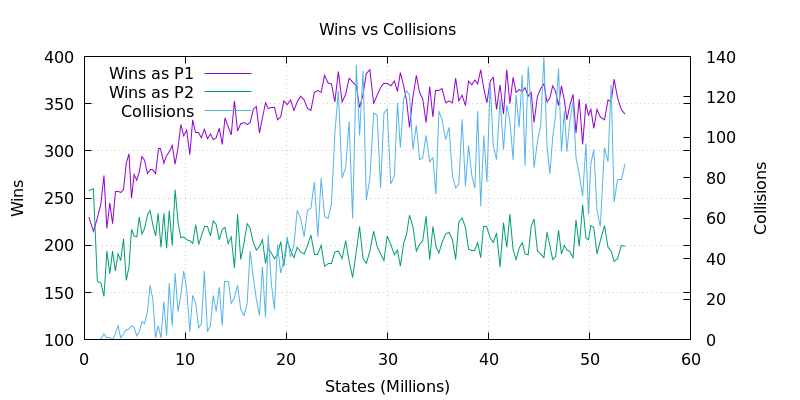 Wins vs Collisions
400
350
300
250
200
150
100
Wins
Wins as P1
Wins as P2
Collisions
140
120
100
80
60
40
20
0
Collisions
0 10 20 30 40 50 60
States (Millions)